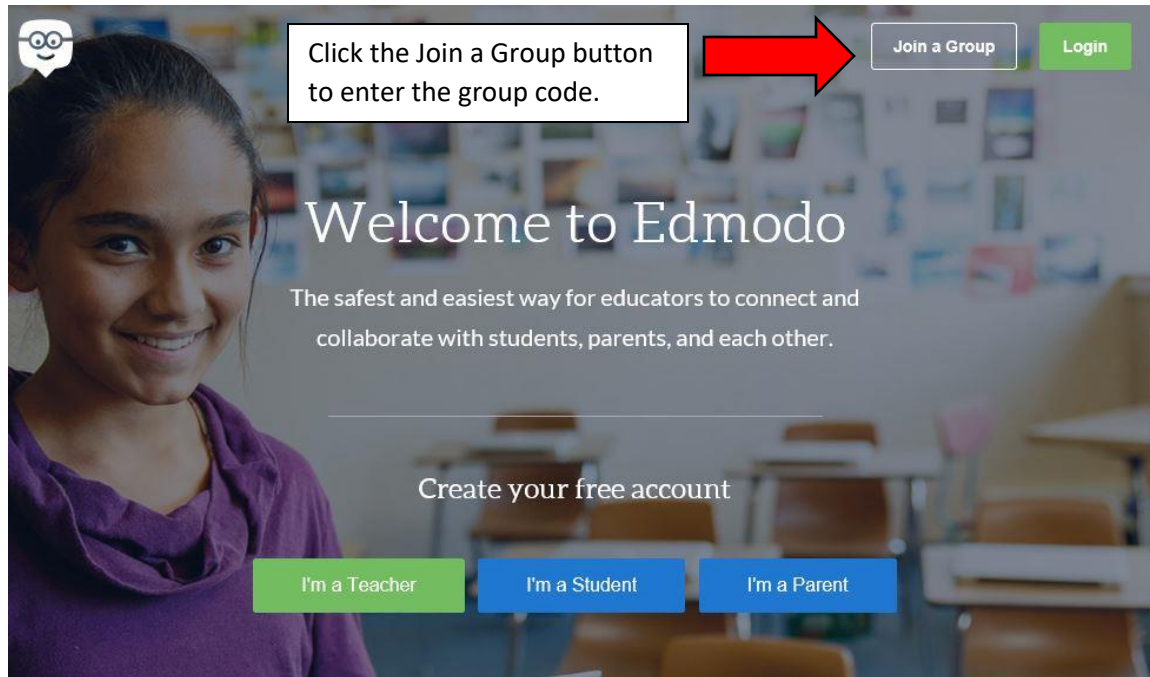 Click the Join a Group button
to enter the group code.
Join a Group
Login
Welcome to Edmodo
The safest and easiest way for educators to connect and
collaborate with students, parents, and each other.
Create your free account
I'm a Teacher
I'm a Student
I'm a Parent